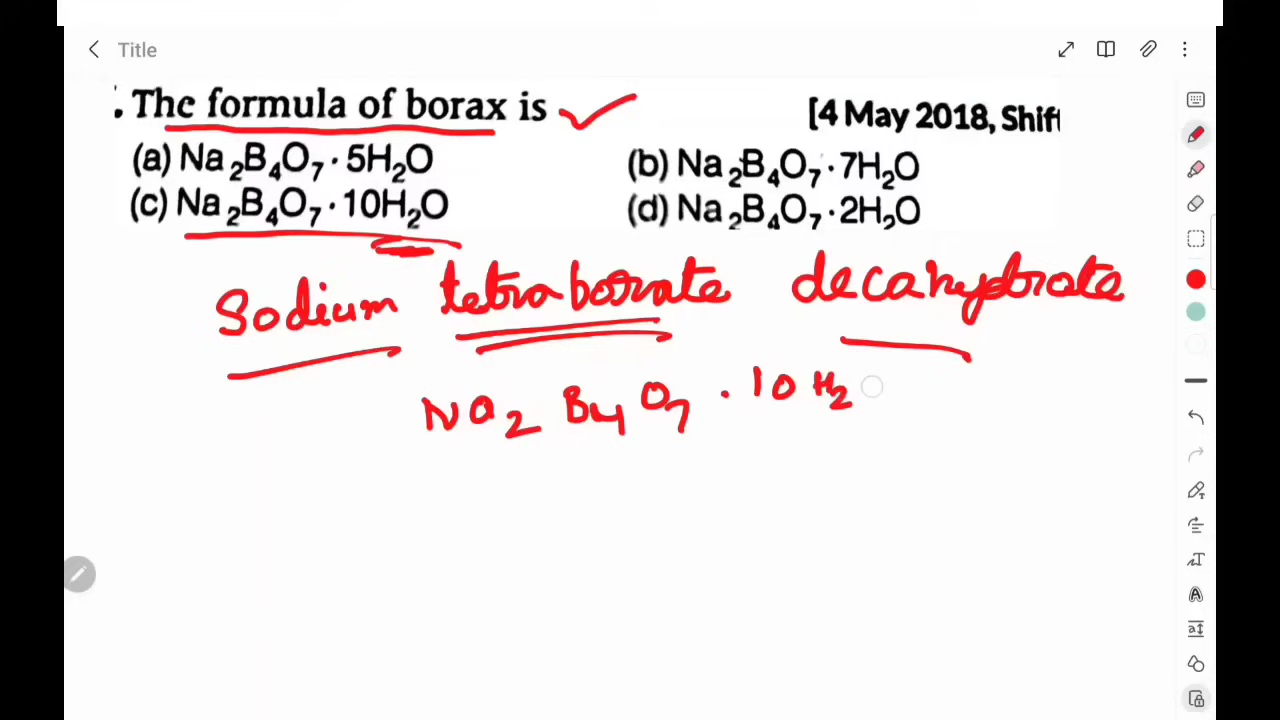 Title
. The formula of borax is [4 May 2018, Shift
(a) Na₂B₄O₇·5H₂O (b) Na₂B₄O₇·7H₂O
(c) Na₂B₄O₇·10H₂O (d) Na₂B₄O₇·2H₂O
Sodium tetraborate decahydrate
Na₂ B₄ O₇ · 10 H₂